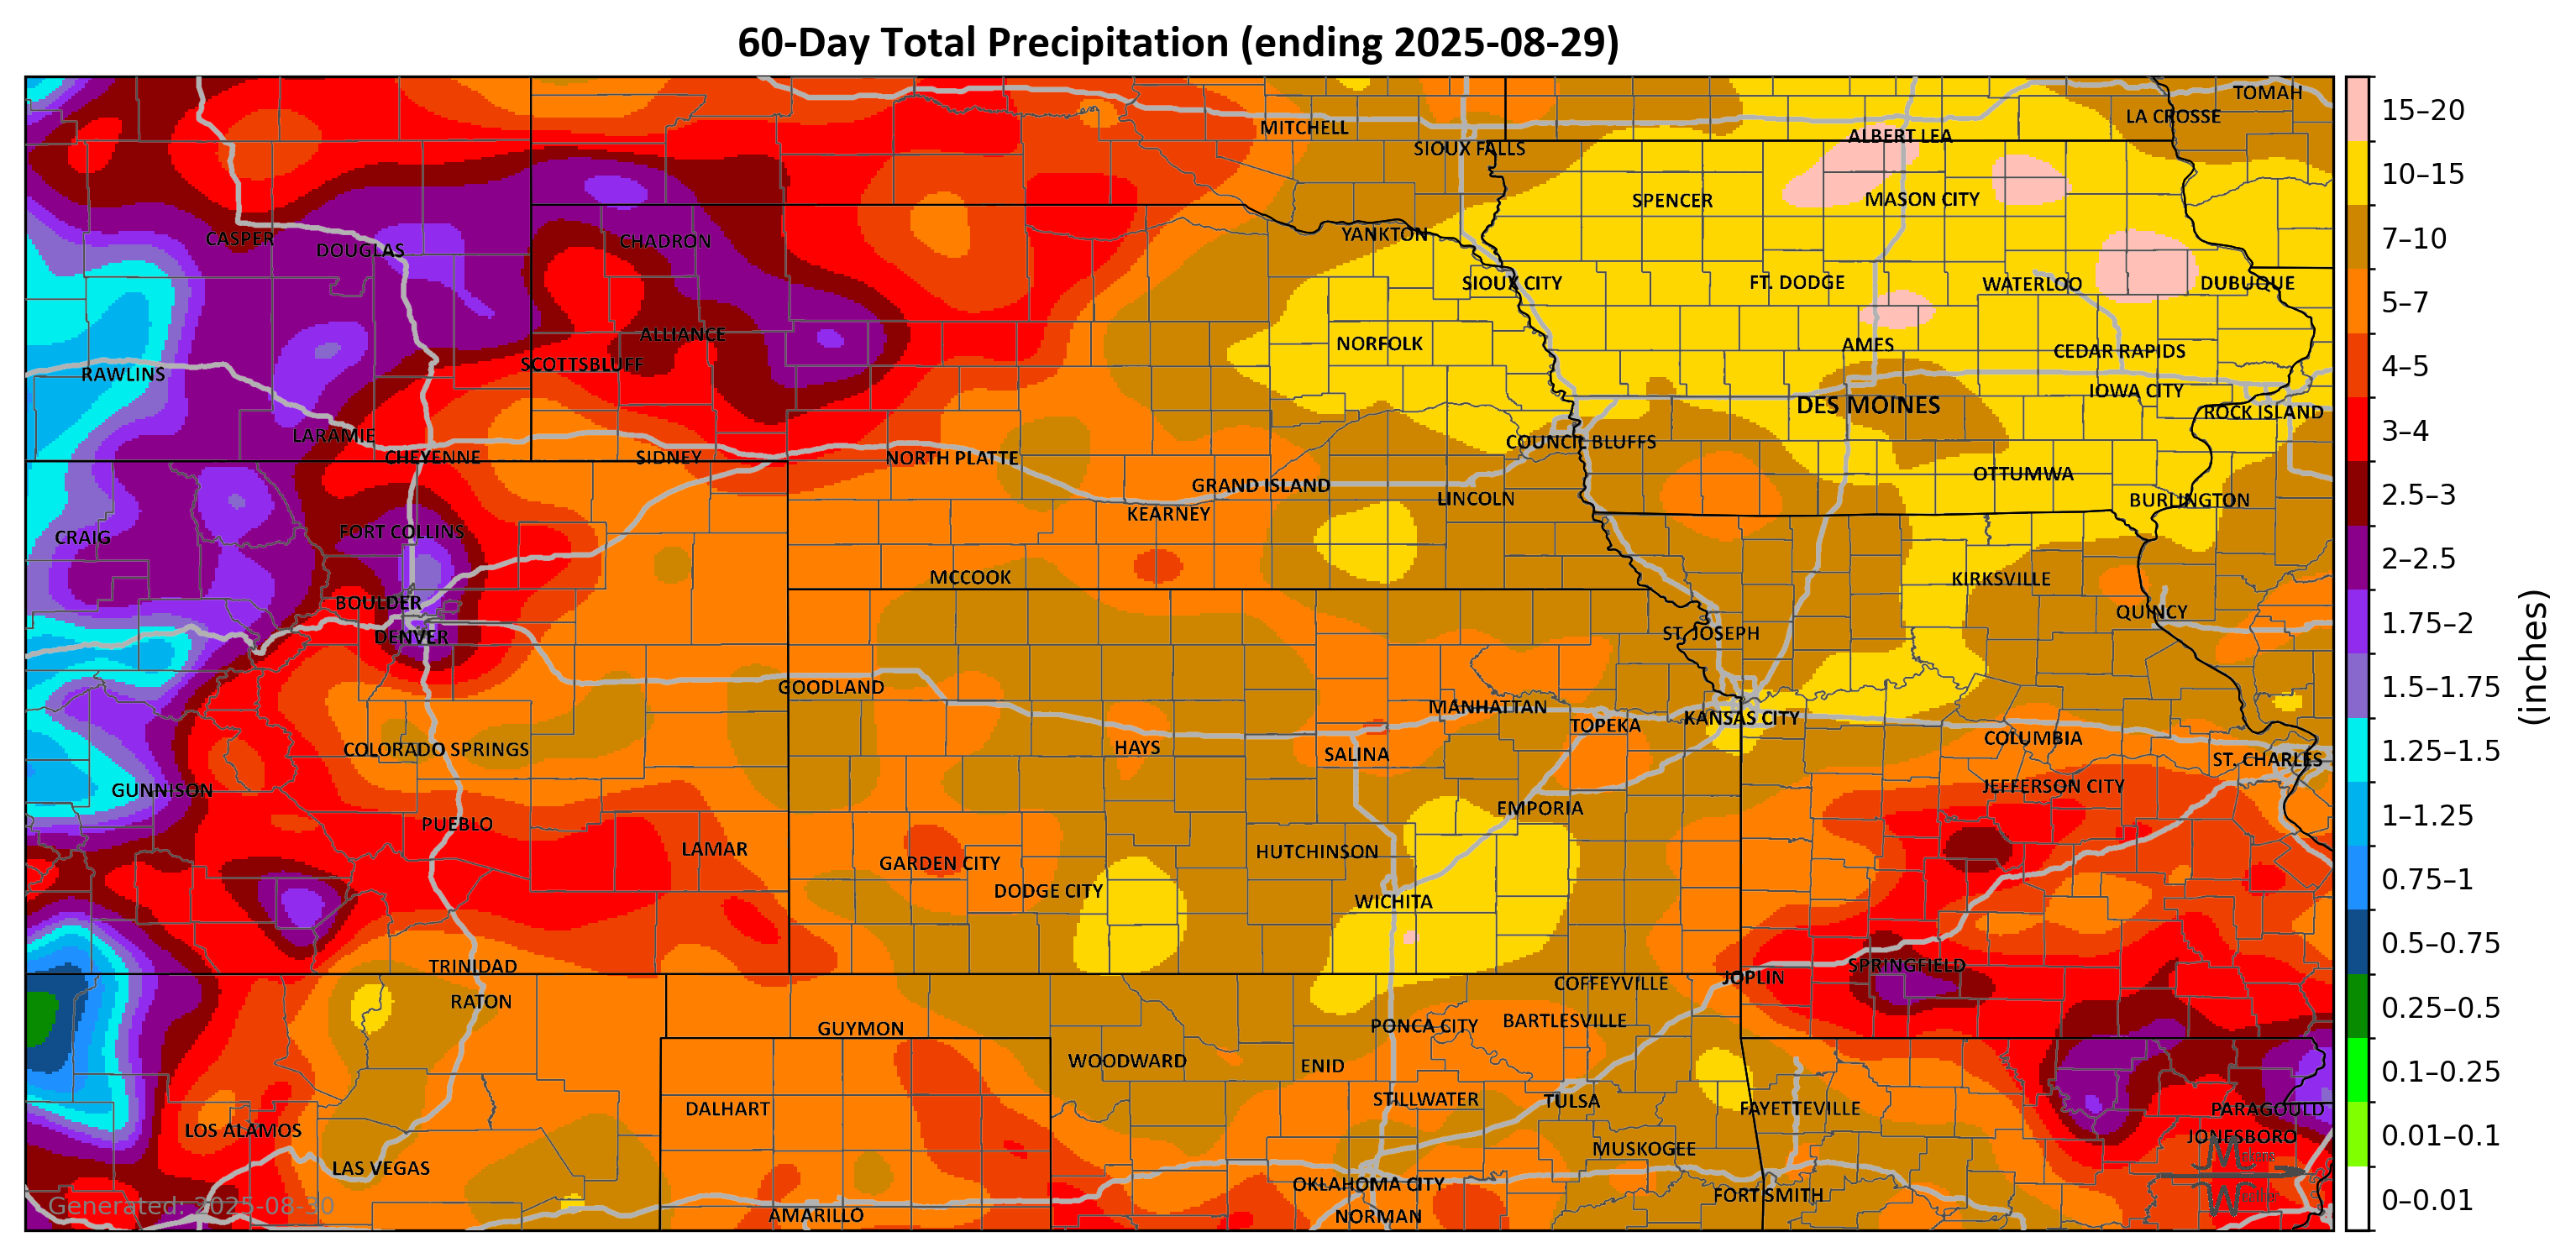 60-Day Total Precipitation (ending 2025-08-29)
TOMAH
LA CROSSE
MITCHELL
ALBERT LEA
SIOUX FALLS
SPENCER
MASON CITY
YANKTON
CASPER
DOUGLAS
CHADRON
SIOUX CITY
FT. DODGE
WATERLOO
DUBUQUE
ALLIANCE
NORFOLK
AMES
CEDAR RAPIDS
SCOTTSBLUFF
RAWLINS
IOWA CITY
DES MOINES
ROCK ISLAND
LARAMIE
COUNCIL BLUFFS
CHEYENNE
SIDNEY
NORTH PLATTE
OTTUMWA
GRAND ISLAND
LINCOLN
BURLINGTON
KEARNEY
CRAIG
FORT COLLINS
MCCOOK
KIRKSVILLE
BOULDER
QUINCY
DENVER
ST. JOSEPH
GOODLAND
MANHATTAN
TOPEKA
KANSAS CITY
COLORADO SPRINGS
HAYS
SALINA
COLUMBIA
ST. CHARLES
GUNNISON
JEFFERSON CITY
EMPORIA
PUEBLO
LAMAR
GARDEN CITY
HUTCHINSON
DODGE CITY
WICHITA
TRINIDAD
SPRINGFIELD
JOPLIN
COFFEYVILLE
RATON
GUYMON
PONCA CITY
BARTLESVILLE
WOODWARD
ENID
DALHART
STILLWATER
TULSA
FAYETTEVILLE
PARAGOULD
LOS ALAMOS
JONESBORO
MUSKOGEE
LAS VEGAS
OKLAHOMA CITY
FORT SMITH
AMARILLO
NORMAN
Generated: 2025-08-30
15–20
10–15
7–10
5–7
4–5
3–4
2.5–3
2–2.5
1.75–2
1.5–1.75
1.25–1.5
1–1.25
0.75–1
0.5–0.75
0.25–0.5
0.1–0.25
0.01–0.1
0–0.01
(inches)